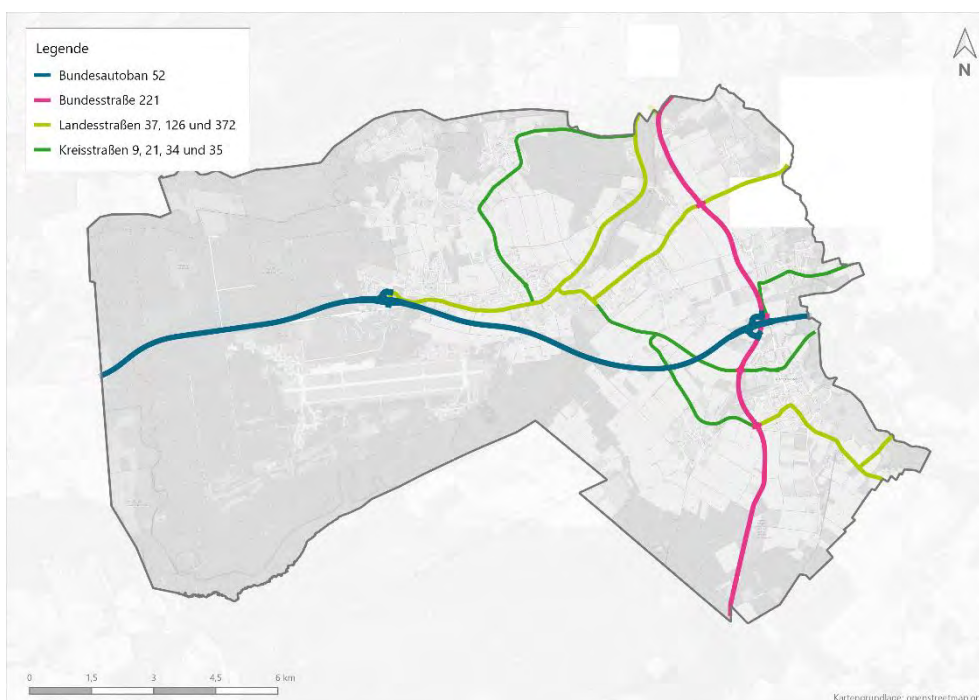 Legende
Bundesautoban 52
Bundesstraße 221
Landesstraßen 37, 126 und 372
Kreisstraßen 9, 21, 34 und 35
N
0 1,5 3 4,5 6 km
Kartengrundlage: openstreetmap.org